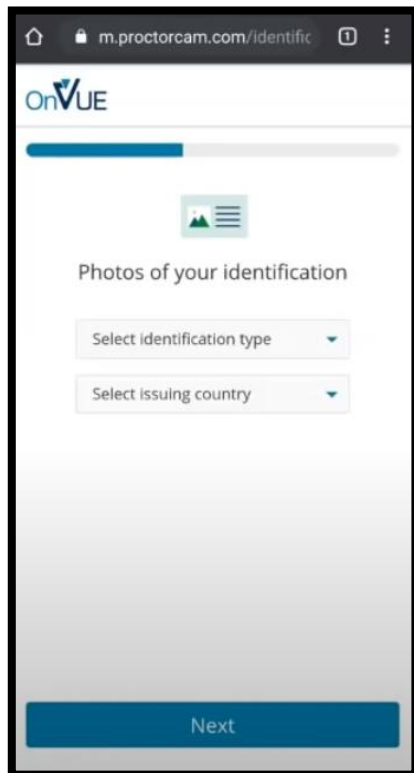 m.proctorcam.com/identific 1
OnVUE
Photos of your identification
Select identification type
Select issuing country
Next